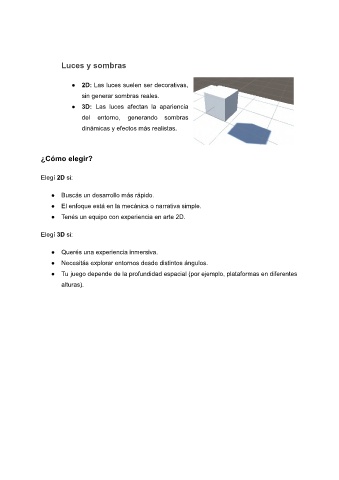 Luces y sombras
● 2D: Las luces suelen ser decorativas,
sin generar sombras reales.
● 3D: Las luces afectan la apariencia
del entorno, generando sombras
dinámicas y efectos más realistas.
¿Cómo elegir?
Elegí 2D si:
● Buscás un desarrollo más rápido.
● El enfoque está en la mecánica o narrativa simple.
● Tenés un equipo con experiencia en arte 2D.
Elegí 3D si:
● Querés una experiencia inmersiva.
● Necesitás explorar entornos desde distintos ángulos.
● Tu juego depende de la profundidad espacial (por ejemplo, plataformas en diferentes
alturas).